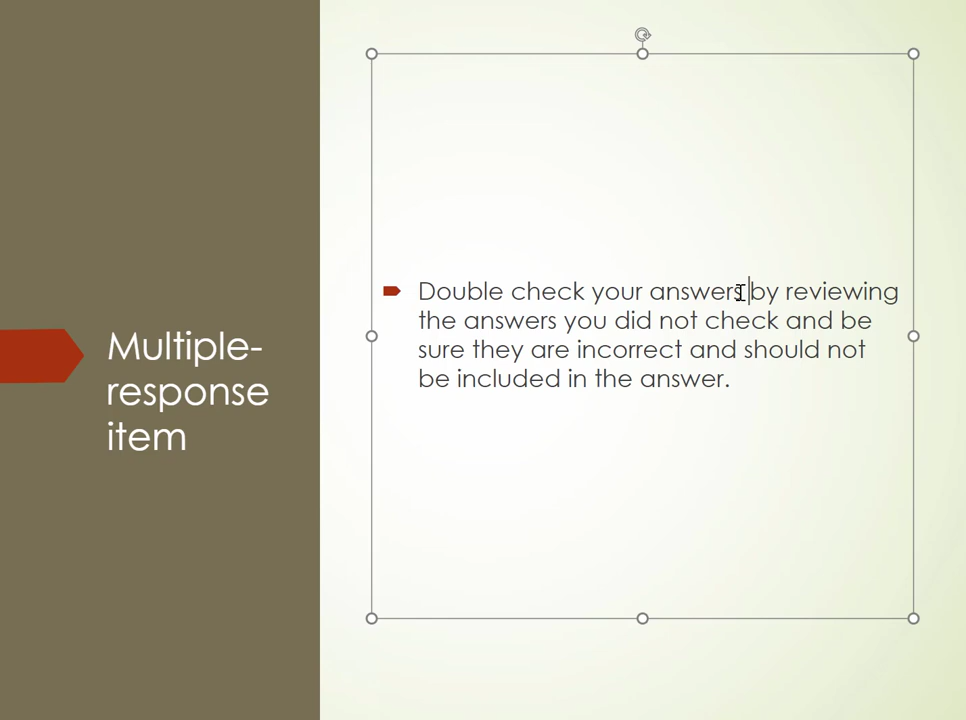 Multiple-
response
item
Double check your answers by reviewing
the answers you did not check and be
sure they are incorrect and should not
be included in the answer.